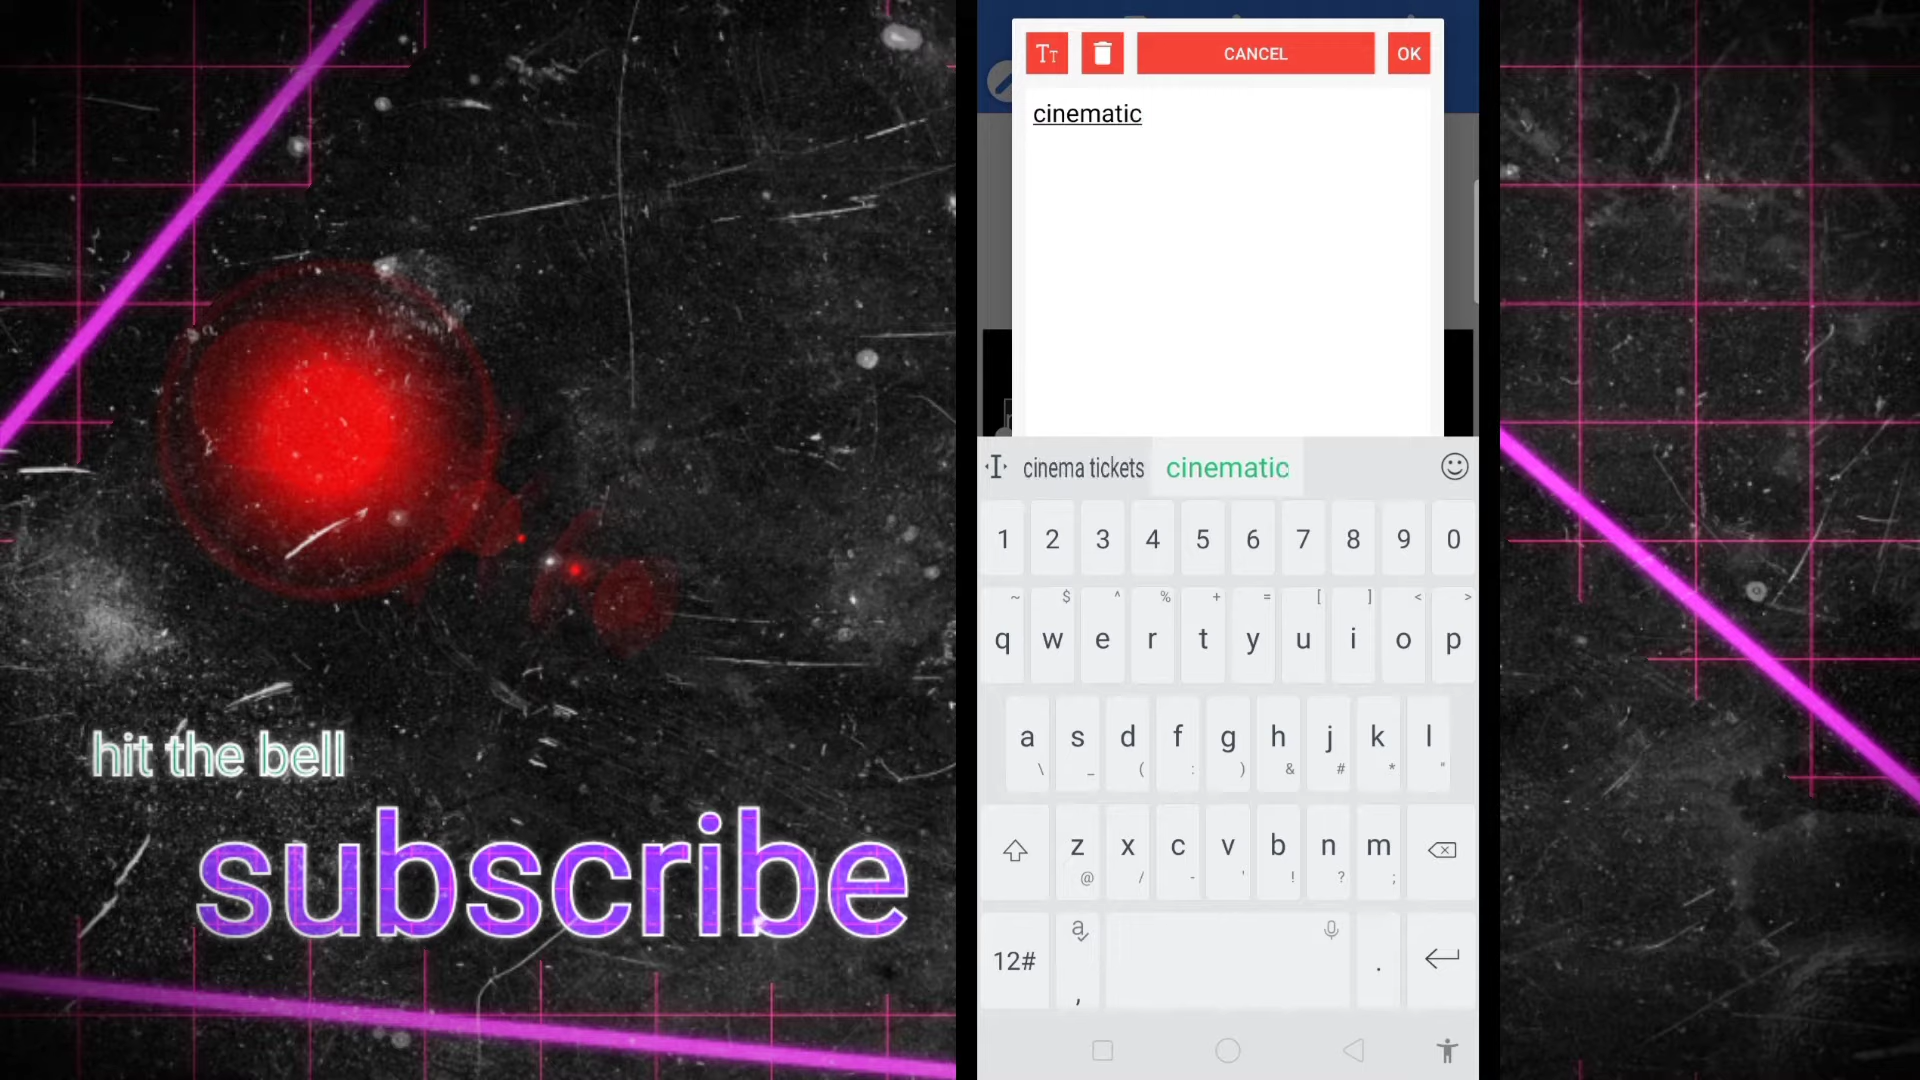 hit the bell
subscribe
TT
CANCEL
OK
cinematic
cinema tickets
cinematic
1 2 3 4 5 6 7 8 9 0
~ $ ^ % + = [ ] < >
q w e r t y u i o p
a s d f g h j k l
\ _ ( : ) & # * "
z x c v b n m
@ / - ' ! ? ;
a
12# , .